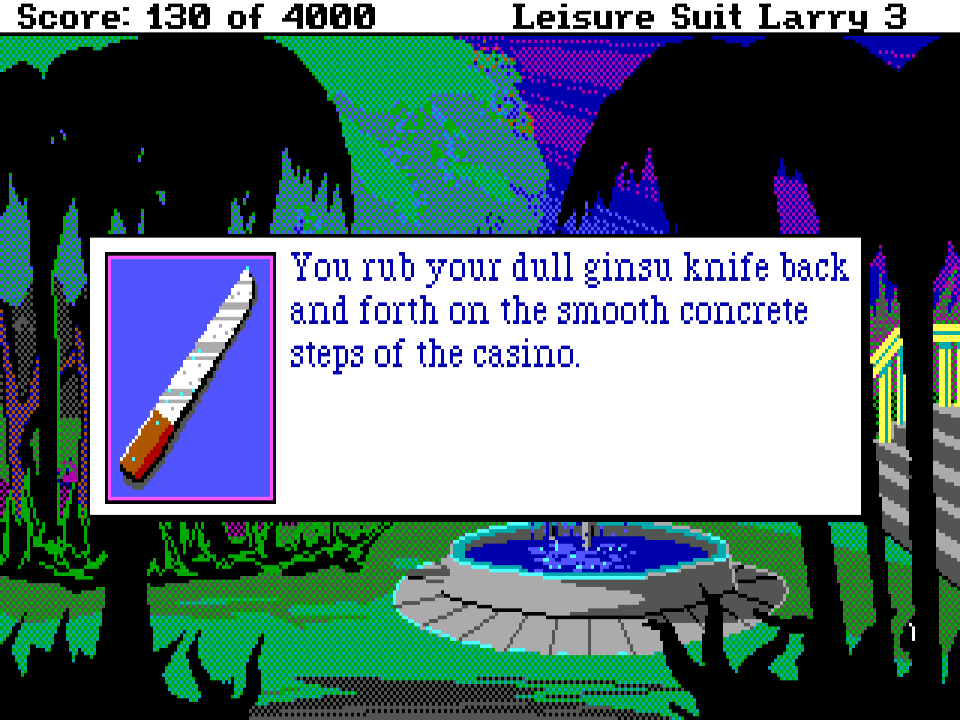 Score: 130 of 4000 Leisure Suit Larry 3
You rub your dull ginsu knife back
and forth on the smooth concrete
steps of the casino.